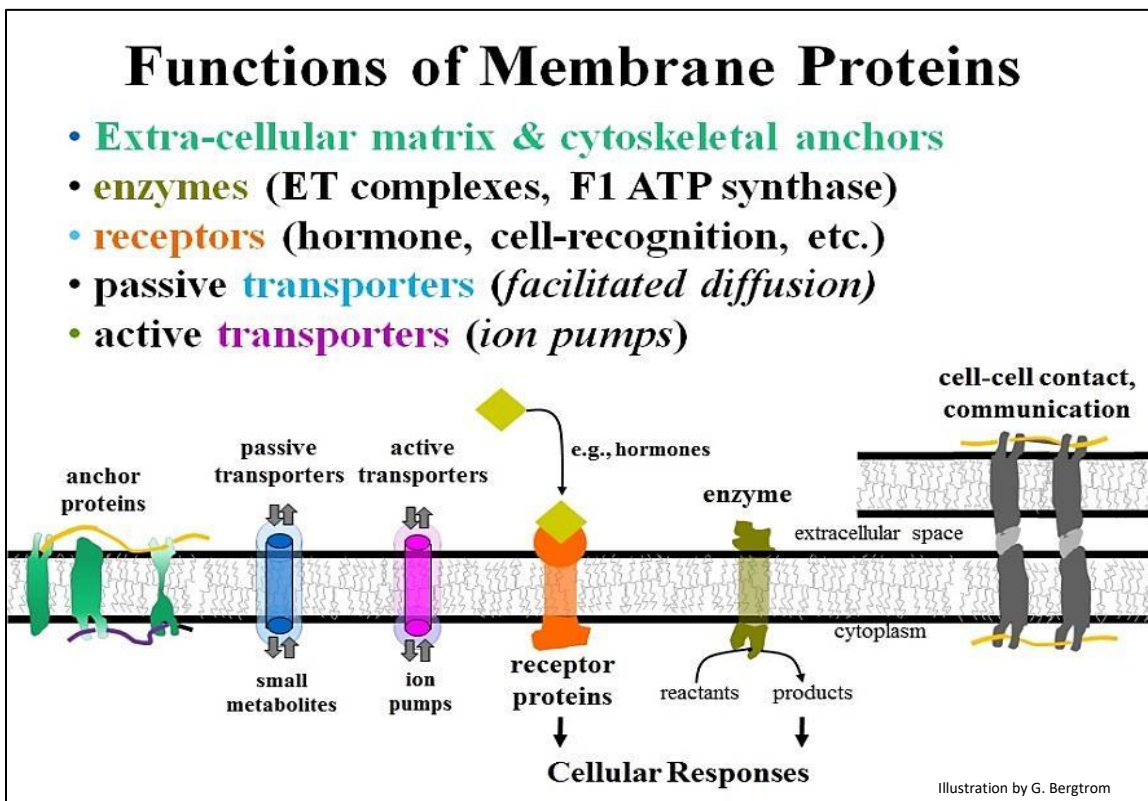 Functions of Membrane Proteins
• Extra-cellular matrix & cytoskeletal anchors
• enzymes (ET complexes, F1 ATP synthase)
• receptors (hormone, cell-recognition, etc.)
• passive transporters (facilitated diffusion)
• active transporters (ion pumps)
cell-cell contact,
communication
anchor
proteins
passive
transporters
active
transporters
e.g., hormones
enzyme
extracellular space
cytoplasm
small
metabolites
ion
pumps
receptor
proteins
reactants
products
Cellular Responses
Illustration by G. Bergtrom